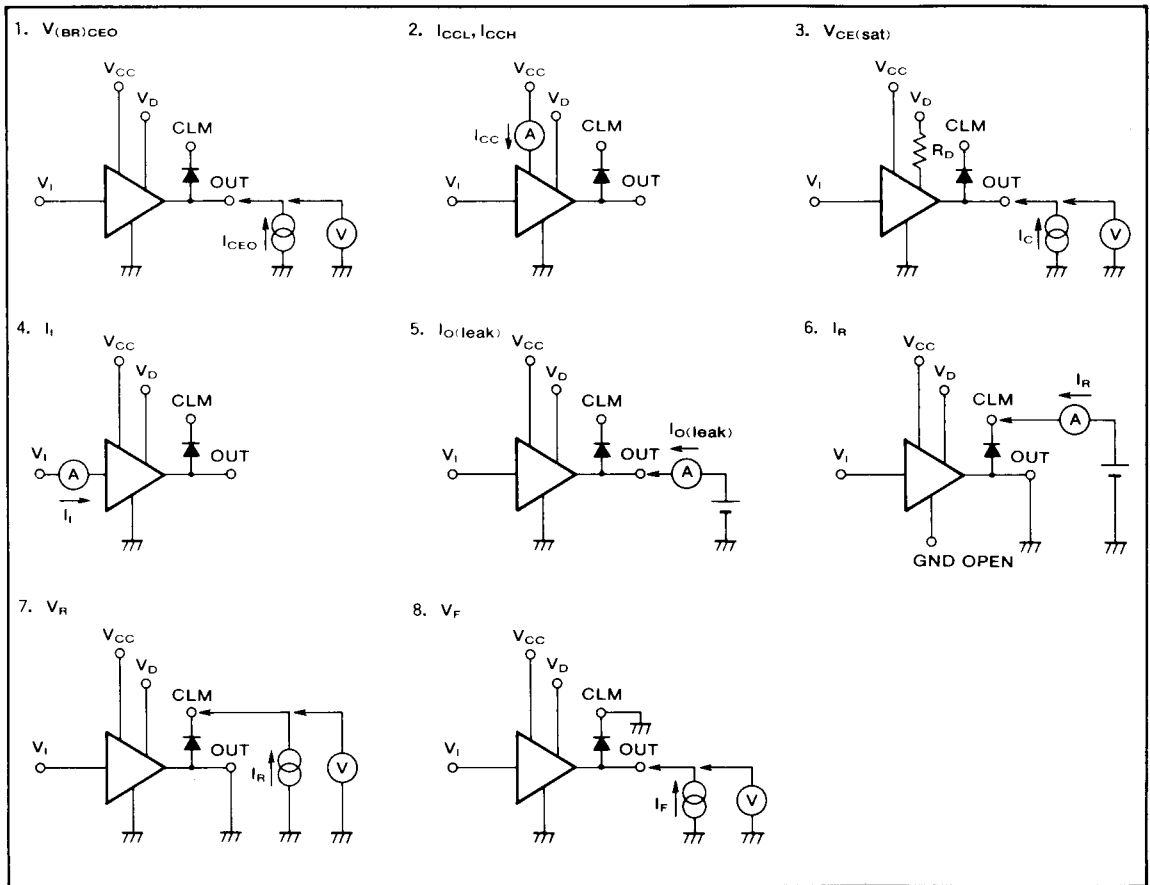 1. V(BR)CEO
VCC
VD
CLM
VI
OUT
ICEO
V
2. ICCL, ICCH
VCC
VD
ICC
A
CLM
VI
OUT
3. VCE(sat)
VCC
VD
RD
CLM
VI
OUT
IC
V
4. II
VCC
VD
CLM
VI
A
OUT
II
5. IO(leak)
VCC
VD
CLM
IO(leak)
VI
OUT
A
6. IR
VCC
VD
IR
CLM
A
VI
OUT
GND OPEN
7. VR
VCC
VD
CLM
VI
OUT
IR
V
8. VF
VCC
VD
CLM
VI
OUT
IF
V